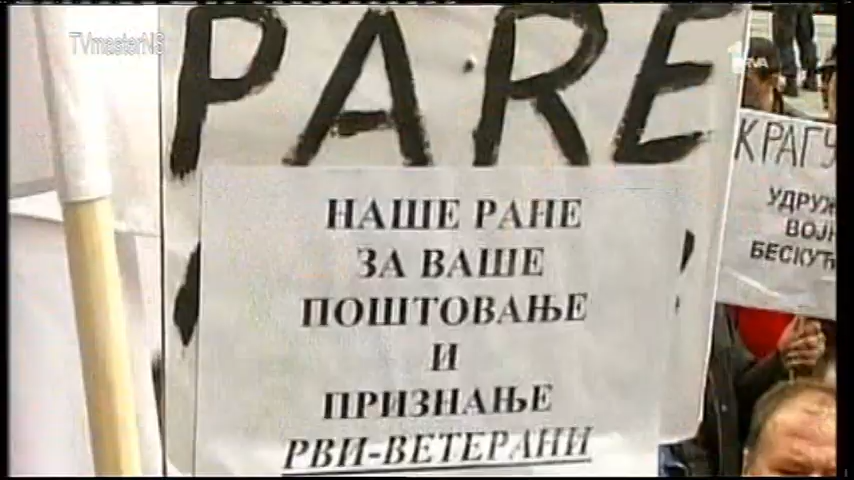 TVmasterNS
PARE
НАШЕ РАНЕ
ЗА ВАШЕ
ПОШТОВАЊЕ
И
ПРИЗНАЊЕ
РВИ-ВЕТЕРАНИ
КРАГУ
УДРУЖ
ВОЈН
БЕСКУЋ